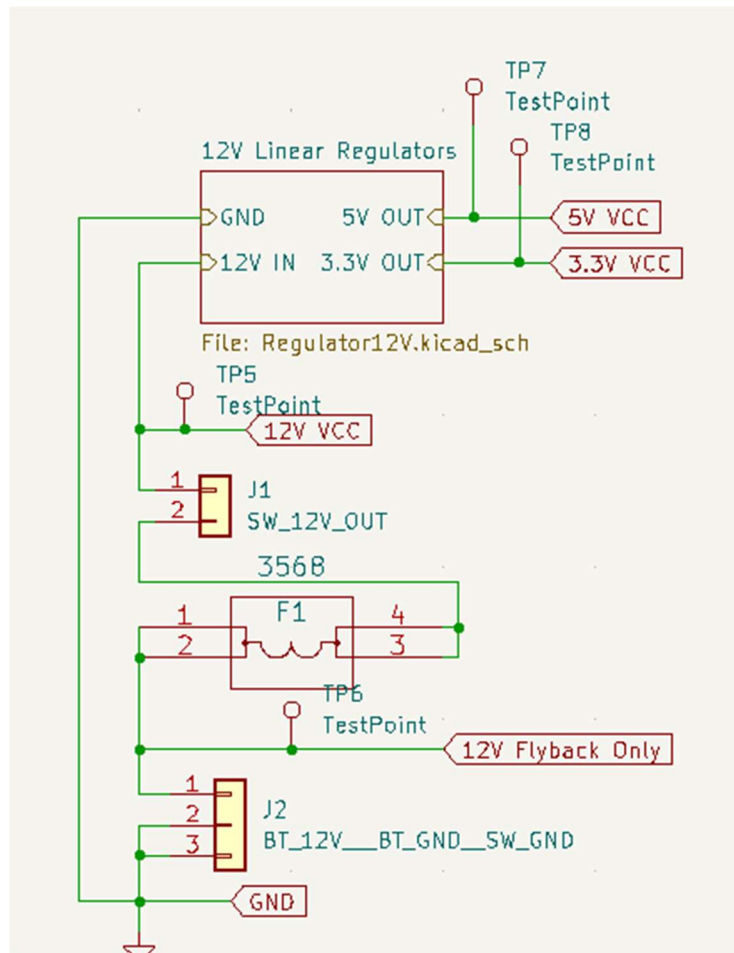 TP7
TestPoint
TP8
TestPoint
12V Linear Regulators
GND 5V OUT
5V VCC
12V IN 3.3V OUT
3.3V VCC
File: Regulator12V.kicad_sch
TP5
TestPoint
12V VCC
1
J1
2
SW_12V_OUT
3568
F1
1 4
2 3
TP6
TestPoint
12V Flyback Only
1
J2
2
BT_12V__BT_GND__SW_GND
3
GND